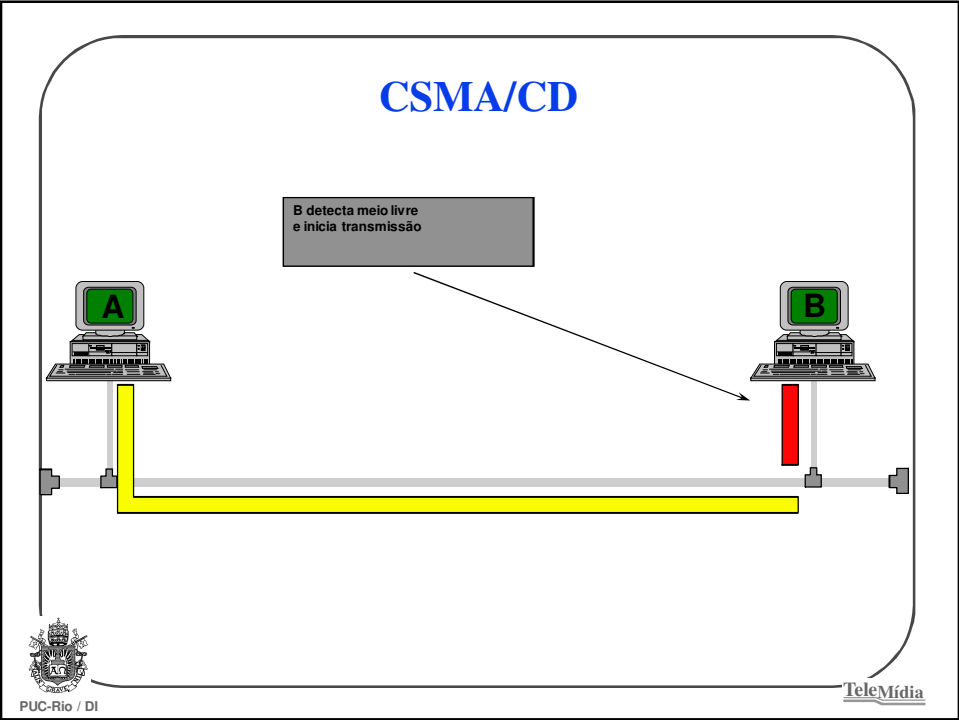 CSMA/CD
B detecta meio livre
e inicia transmissão
A
B
PUC-Rio / DI
TeleMídia